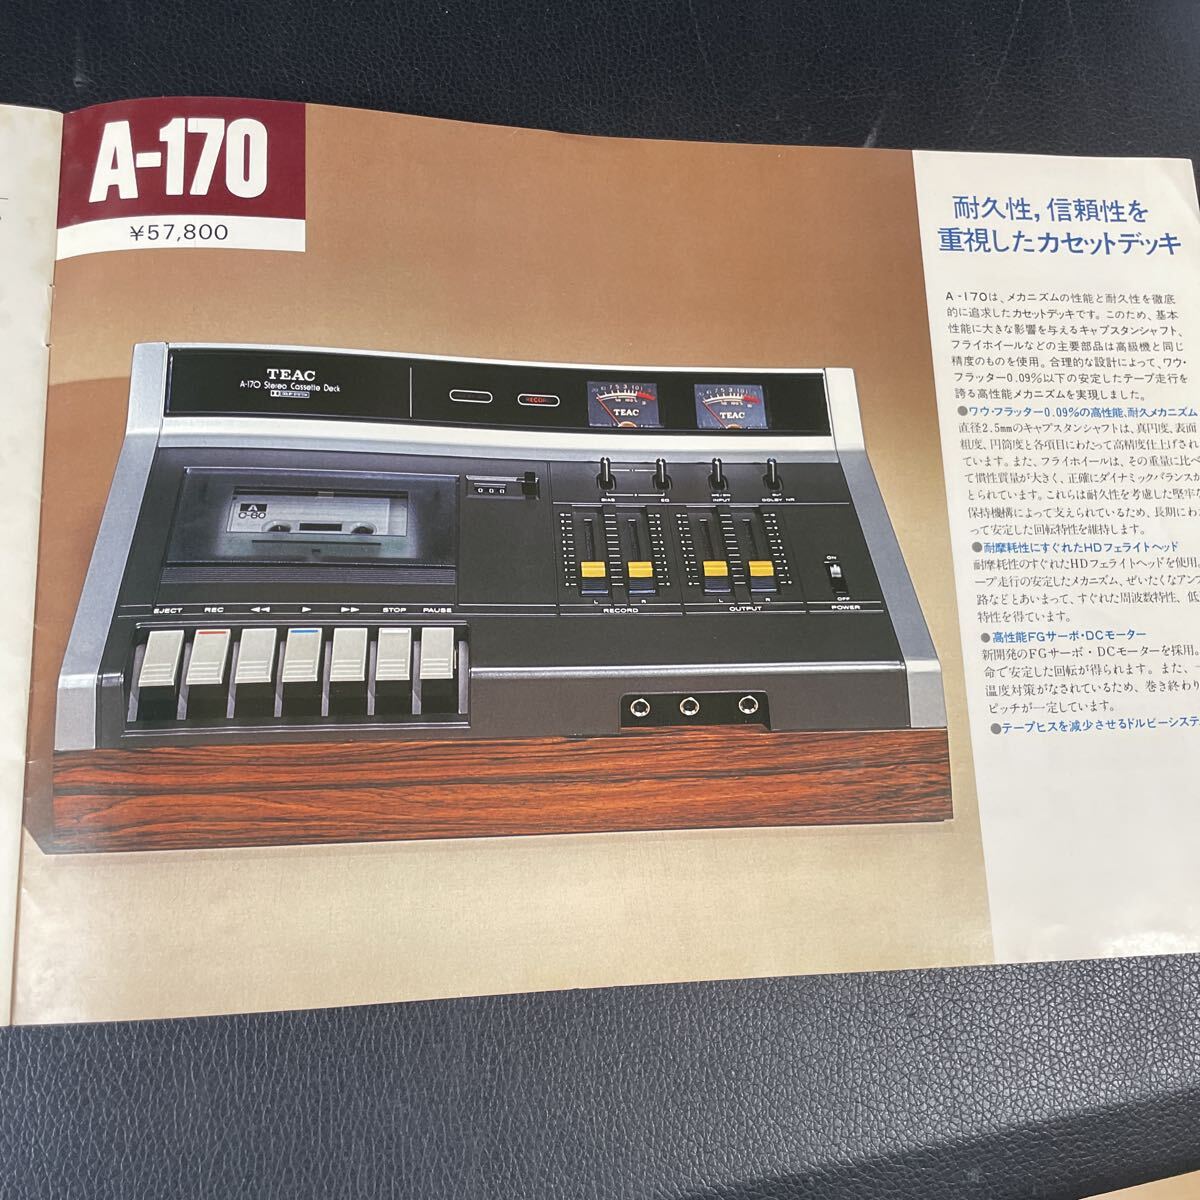 A-170
¥57,800
耐久性,信頼性を
重視したカセットデッキ
A-170は、メカニズムの性能と耐久性を徹底
的に追求したカセットデッキです。このため、基本
性能に大きな影響を与えるキャプスタンシャフト、
フライホイールなどの主要部品は高級機と同じ
精度のものを使用。合理的な設計によって、ワウ・
フラッター0.09%以下の安定したテープ走行を
誇る高性能メカニズムを実現しました。
●ワウ・フラッター0.09%の高性能、耐久メカニズム
直径2.5mmのキャプスタンシャフトは、真円度、表面
粗度、円筒度と各項目にわたって高精度仕上げされ
ています。また、フライホイールは、その重量に比べ
て慣性質量が大きく、正確にダイナミックバランスが
とられています。これらは耐久性を考慮した堅牢な
保持機構によって支えられているため、長期にわた
って安定した回転特性を維持します。
●耐摩耗性にすぐれたHDフェライトヘッド
耐摩耗性のすぐれたHDフェライトヘッドを使用。
ープ走行の安定したメカニズム、ぜいたくなアンプ
路などとあいまって、すぐれた周波数特性、低
特性を得ています。
●高性能FGサーボ・DCモーター
新開発のFGサーボ・DCモーターを採用。
命で安定した回転が得られます。また、
温度対策がなされているため、巻き終わり
ピッチが一定しています。
●テープヒスを減少させるドルビーシステ
TEAC
A-170 Stereo Cassette Deck
DOLBY SYSTEM
RECORD
TEAC
TEAC
A
C-60
000
BIAS
EQ
INPUT
DOLBY NR
ON
OFF
POWER
L
R
RECORD
L
R
OUTPUT
EJECT
REC
◀◀
▶
▶▶
STOP
PAUSE